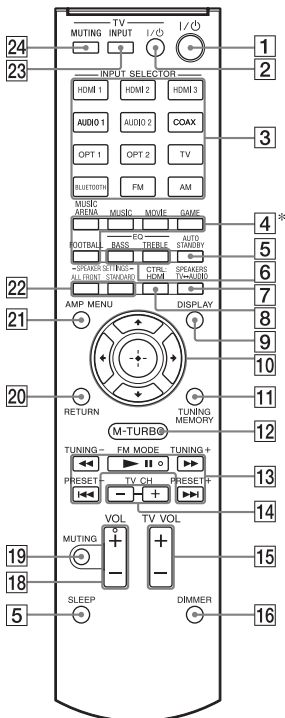 TV
24 MUTING INPUT I/⏻ I/⏻ 1
23 2
INPUT SELECTOR
HDMI 1 HDMI 2 HDMI 3
AUDIO 1 AUDIO 2 COAX 3
OPT 1 OPT 2 TV
BLUETOOTH FM AM
MUSIC ARENA MUSIC MOVIE GAME 4*
EQ
FOOTBALL BASS TREBLE AUTO STANDBY 5
–SPEAKER SETTINGS– 6
22 ALL FRONT STANDARD CTRL: HDMI SPEAKERS TV↔AUDIO 7
21 AMP MENU DISPLAY 8
9
10
20 RETURN TUNING MEMORY 11
M-TURBO 12
TUNING – FM MODE TUNING +
PRESET – TV CH PRESET + 13
– + 14
VOL TV VOL
19 MUTING + + 15
18 – –
5 SLEEP DIMMER 16